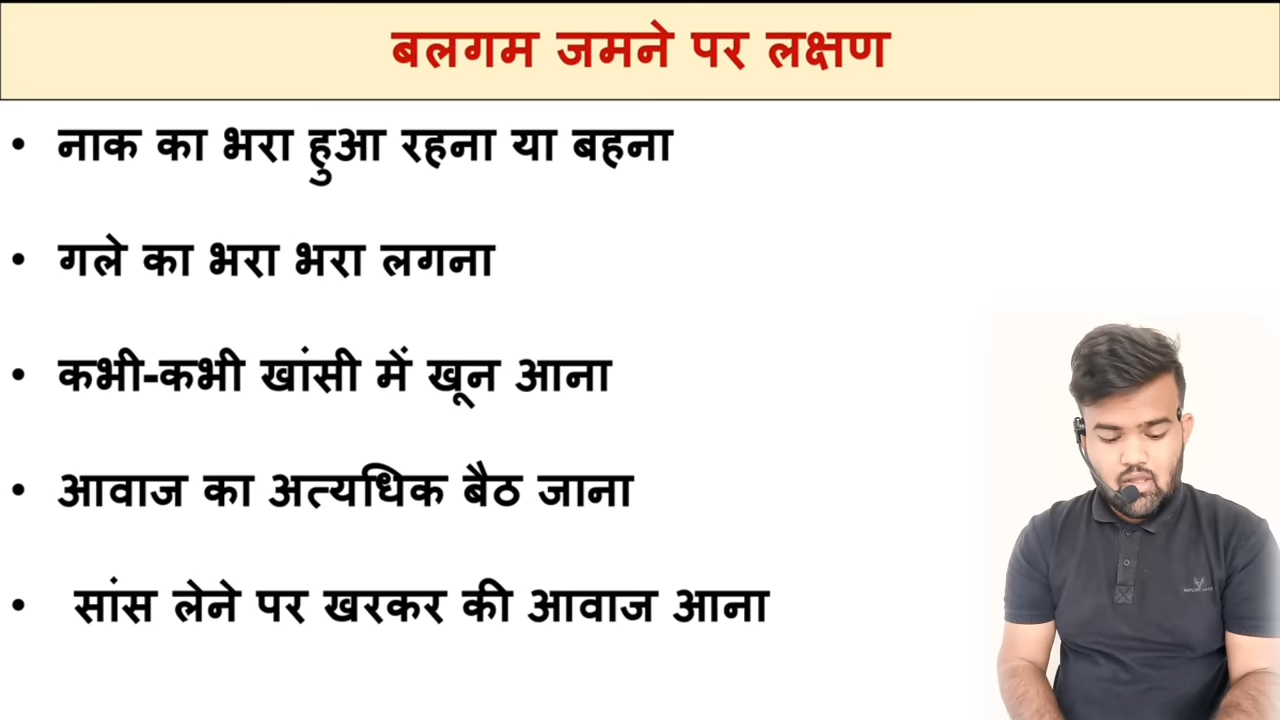 बलगम जमने पर लक्षण
• नाक का भरा हुआ रहना या बहना
• गले का भरा भरा लगना
• कभी-कभी खांसी में खून आना
• आवाज का अत्यधिक बैठ जाना
• सांस लेने पर खरकर की आवाज आना